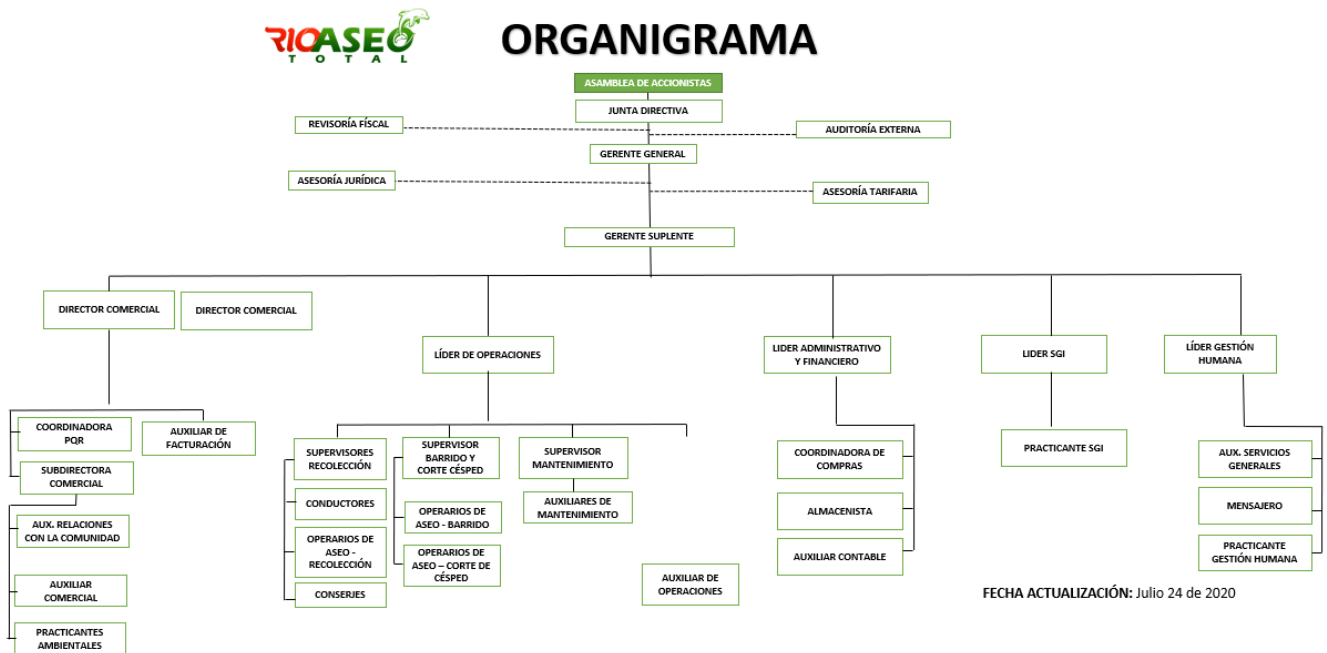 RIOASEO
TOTAL
ORGANIGRAMA
ASAMBLEA DE ACCIONISTAS
JUNTA DIRECTIVA
REVISORÍA FÍSCAL
AUDITORÍA EXTERNA
GERENTE GENERAL
ASESORÍA JURÍDICA
ASESORÍA TARIFARIA
GERENTE SUPLENTE
DIRECTOR COMERCIAL
DIRECTOR COMERCIAL
LÍDER DE OPERACIONES
LIDER ADMINISTRATIVO
Y FINANCIERO
LIDER SGI
LÍDER GESTIÓN
HUMANA
COORDINADORA
PQR
AUXILIAR DE
FACTURACIÓN
SUBDIRECTORA
COMERCIAL
AUX. RELACIONES
CON LA COMUNIDAD
AUXILIAR
COMERCIAL
PRACTICANTES
AMBIENTALES
SUPERVISORES
RECOLECCIÓN
CONDUCTORES
OPERARIOS DE
ASEO -
RECOLECCIÓN
CONSERJES
SUPERVISOR
BARRIDO Y
CORTE CÉSPED
OPERARIOS DE
ASEO - BARRIDO
OPERARIOS DE
ASEO – CORTE DE
CÉSPED
SUPERVISOR
MANTENIMIENTO
AUXILIARES DE
MANTENIMIENTO
AUXILIAR DE
OPERACIONES
COORDINADORA DE
COMPRAS
ALMACENISTA
AUXILIAR CONTABLE
PRACTICANTE SGI
AUX. SERVICIOS
GENERALES
MENSAJERO
PRACTICANTE
GESTIÓN HUMANA
FECHA ACTUALIZACIÓN: Julio 24 de 2020